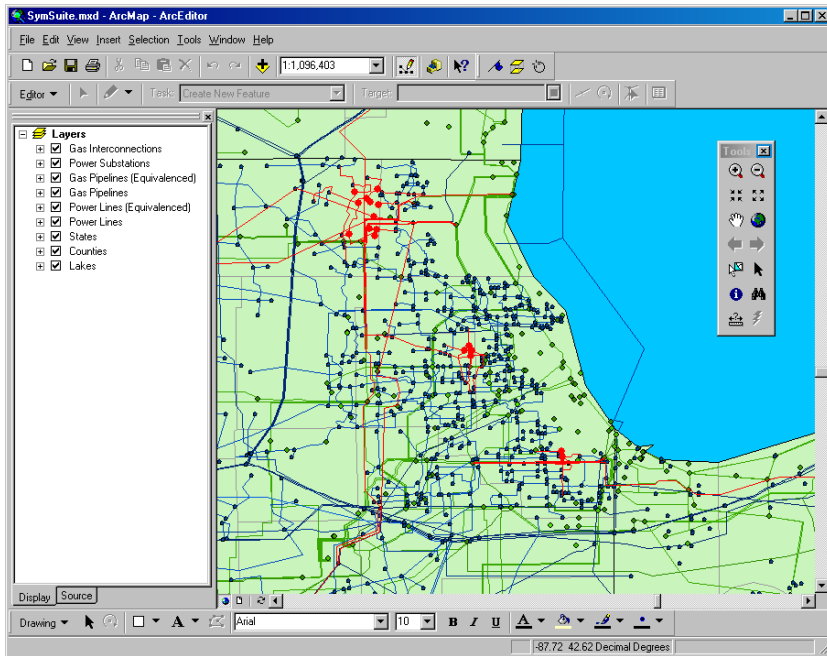 SymSuite.mxd - ArcMap - ArcEditor
File Edit View Insert Selection Tools Window Help
1:1,096,403
Editor Task: Create New Feature Target:
Layers
Gas Interconnections
Power Substations
Gas Pipelines (Equivalenced)
Gas Pipelines
Power Lines (Equivalenced)
Power Lines
States
Counties
Lakes
Tools
Display Source
Drawing A Arial 10 B I U A
-87.72 42.62 Decimal Degrees